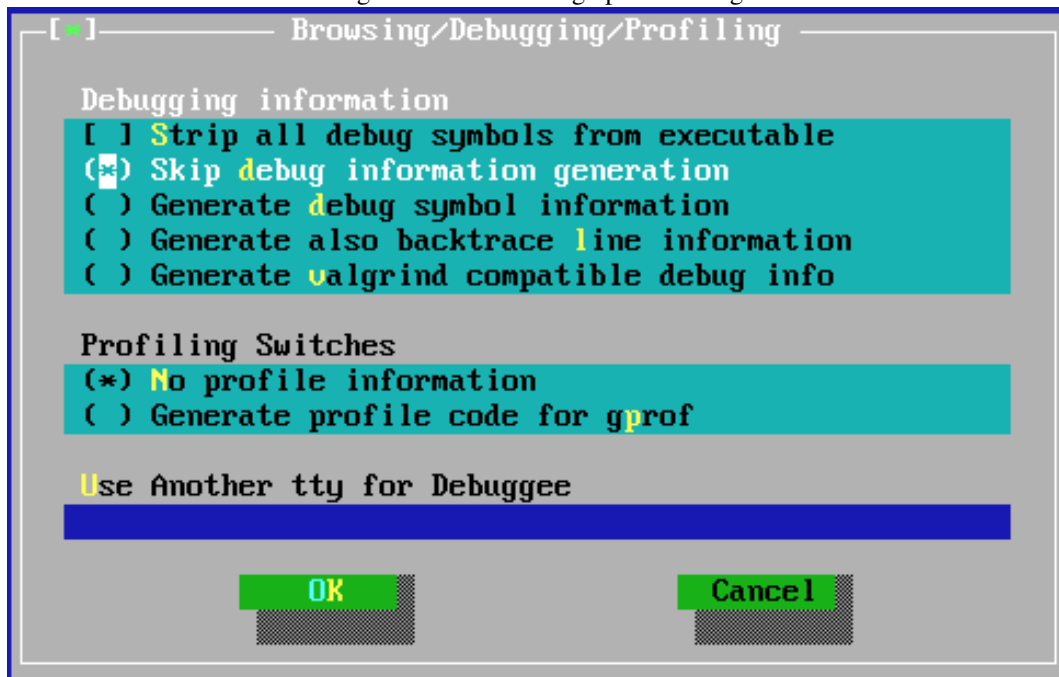 [*] Browsing/Debugging/Profiling
Debugging information
[ ] Strip all debug symbols from executable
(*) Skip debug information generation
( ) Generate debug symbol information
( ) Generate also backtrace line information
( ) Generate valgrind compatible debug info
Profiling Switches
(*) No profile information
( ) Generate profile code for gprof
Use Another tty for Debuggee
OK Cancel